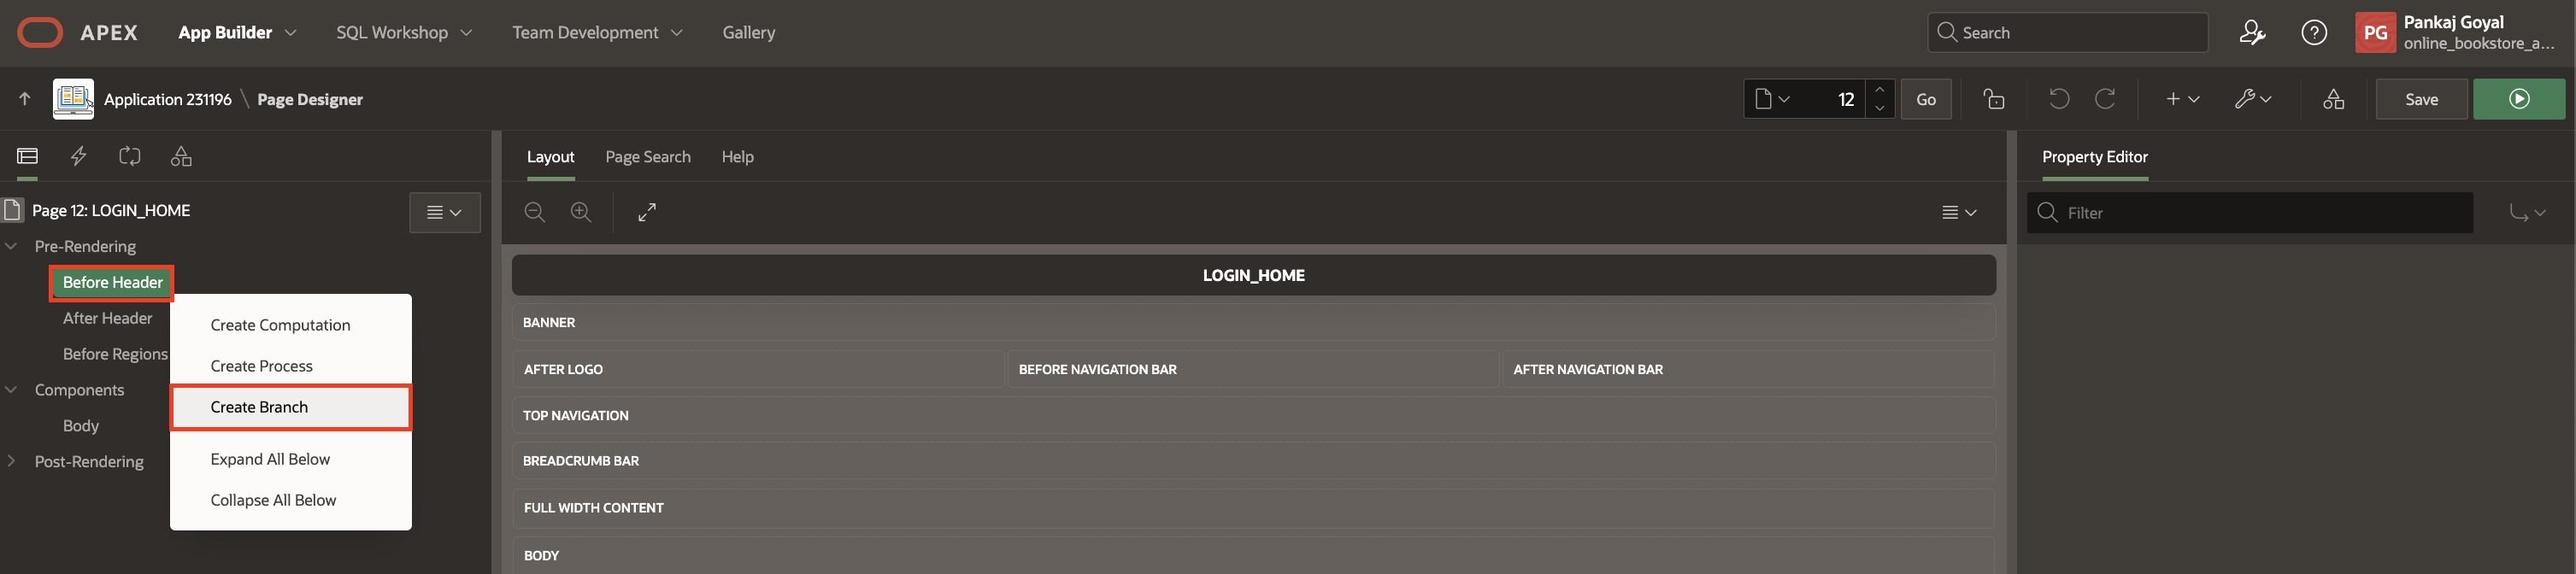 APEX App Builder SQL Workshop Team Development Gallery Search PG Pankaj Goyal
online_bookstore_a...
Application 231196 \ Page Designer 12 Go Save
Layout Page Search Help Property Editor
Page 12: LOGIN_HOME
Filter
Pre-Rendering
Before Header
After Header
Before Regions
Components
Body
Post-Rendering
Create Computation
Create Process
Create Branch
Expand All Below
Collapse All Below
LOGIN_HOME
BANNER
AFTER LOGO BEFORE NAVIGATION BAR AFTER NAVIGATION BAR
TOP NAVIGATION
BREADCRUMB BAR
FULL WIDTH CONTENT
BODY